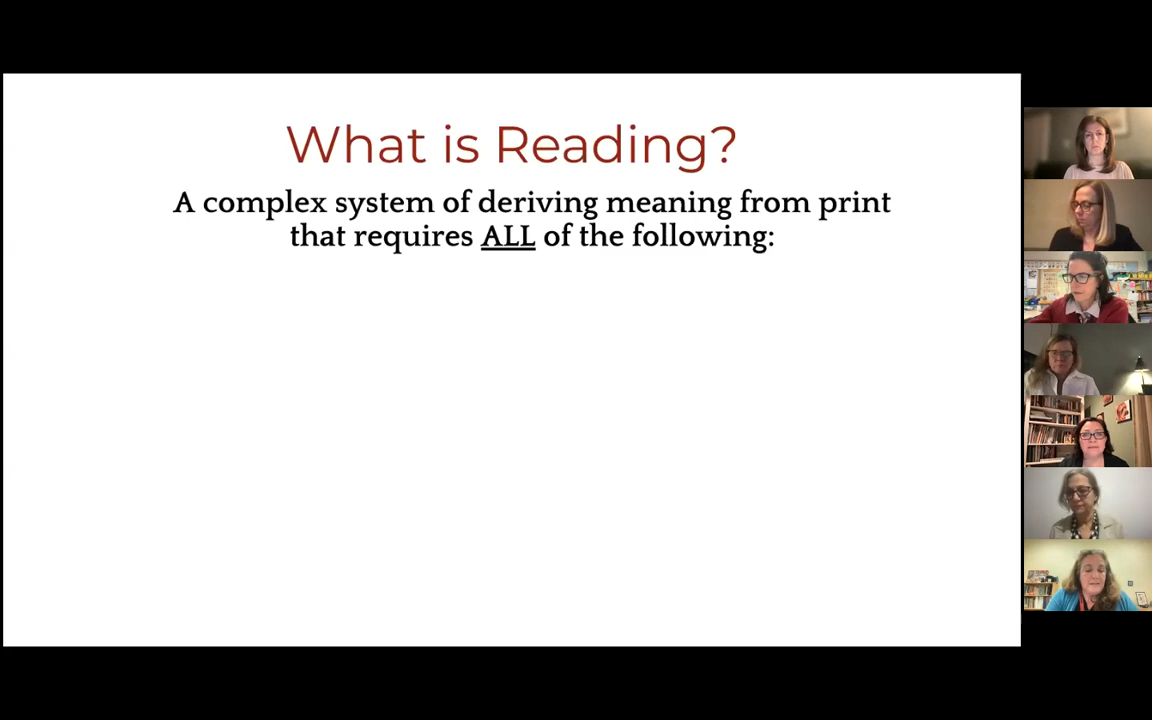 What is Reading?
A complex system of deriving meaning from print
that requires ALL of the following: